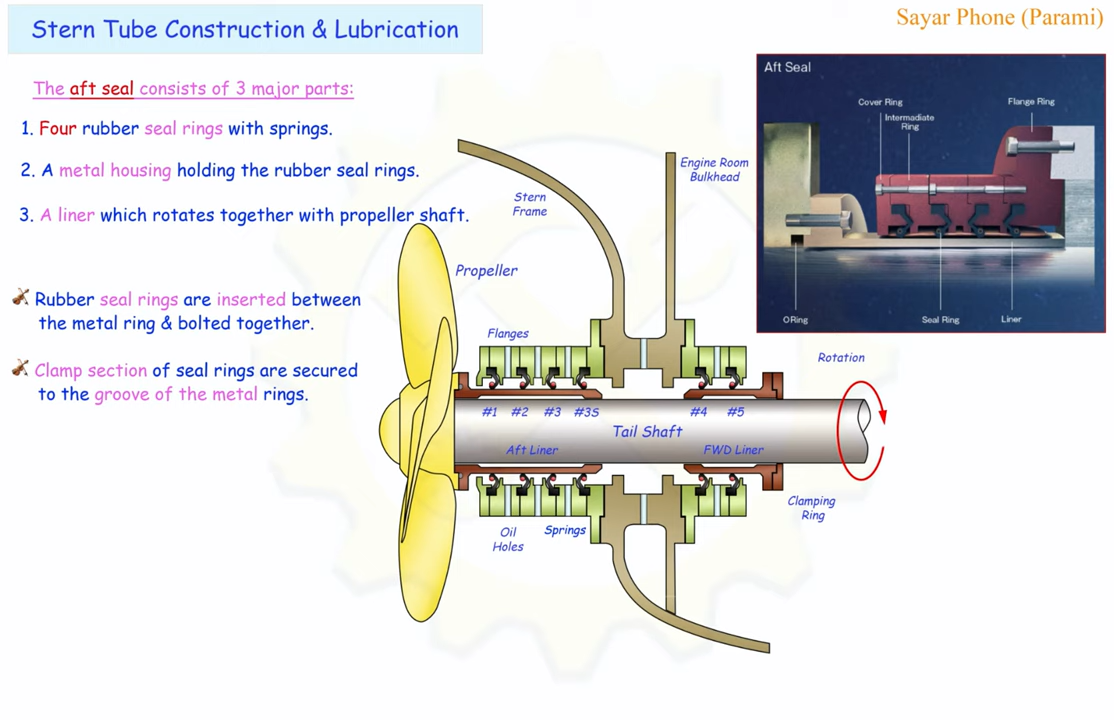 Stern Tube Construction & Lubrication
Sayar Phone (Parami)
The aft seal consists of 3 major parts:
1. Four rubber seal rings with springs.
2. A metal housing holding the rubber seal rings.
3. A liner which rotates together with propeller shaft.
Rubber seal rings are inserted between
the metal ring & bolted together.
Clamp section of seal rings are secured
to the groove of the metal rings.
Aft Seal
Cover Ring
Flange Ring
Intermadiate
Ring
ORing
Seal Ring
Liner
Engine Room
Bulkhead
Stern
Frame
Propeller
Flanges
Rotation
#1 #2 #3 #3S #4 #5
Tail Shaft
Aft Liner
FWD Liner
Clamping
Ring
Oil
Holes
Springs